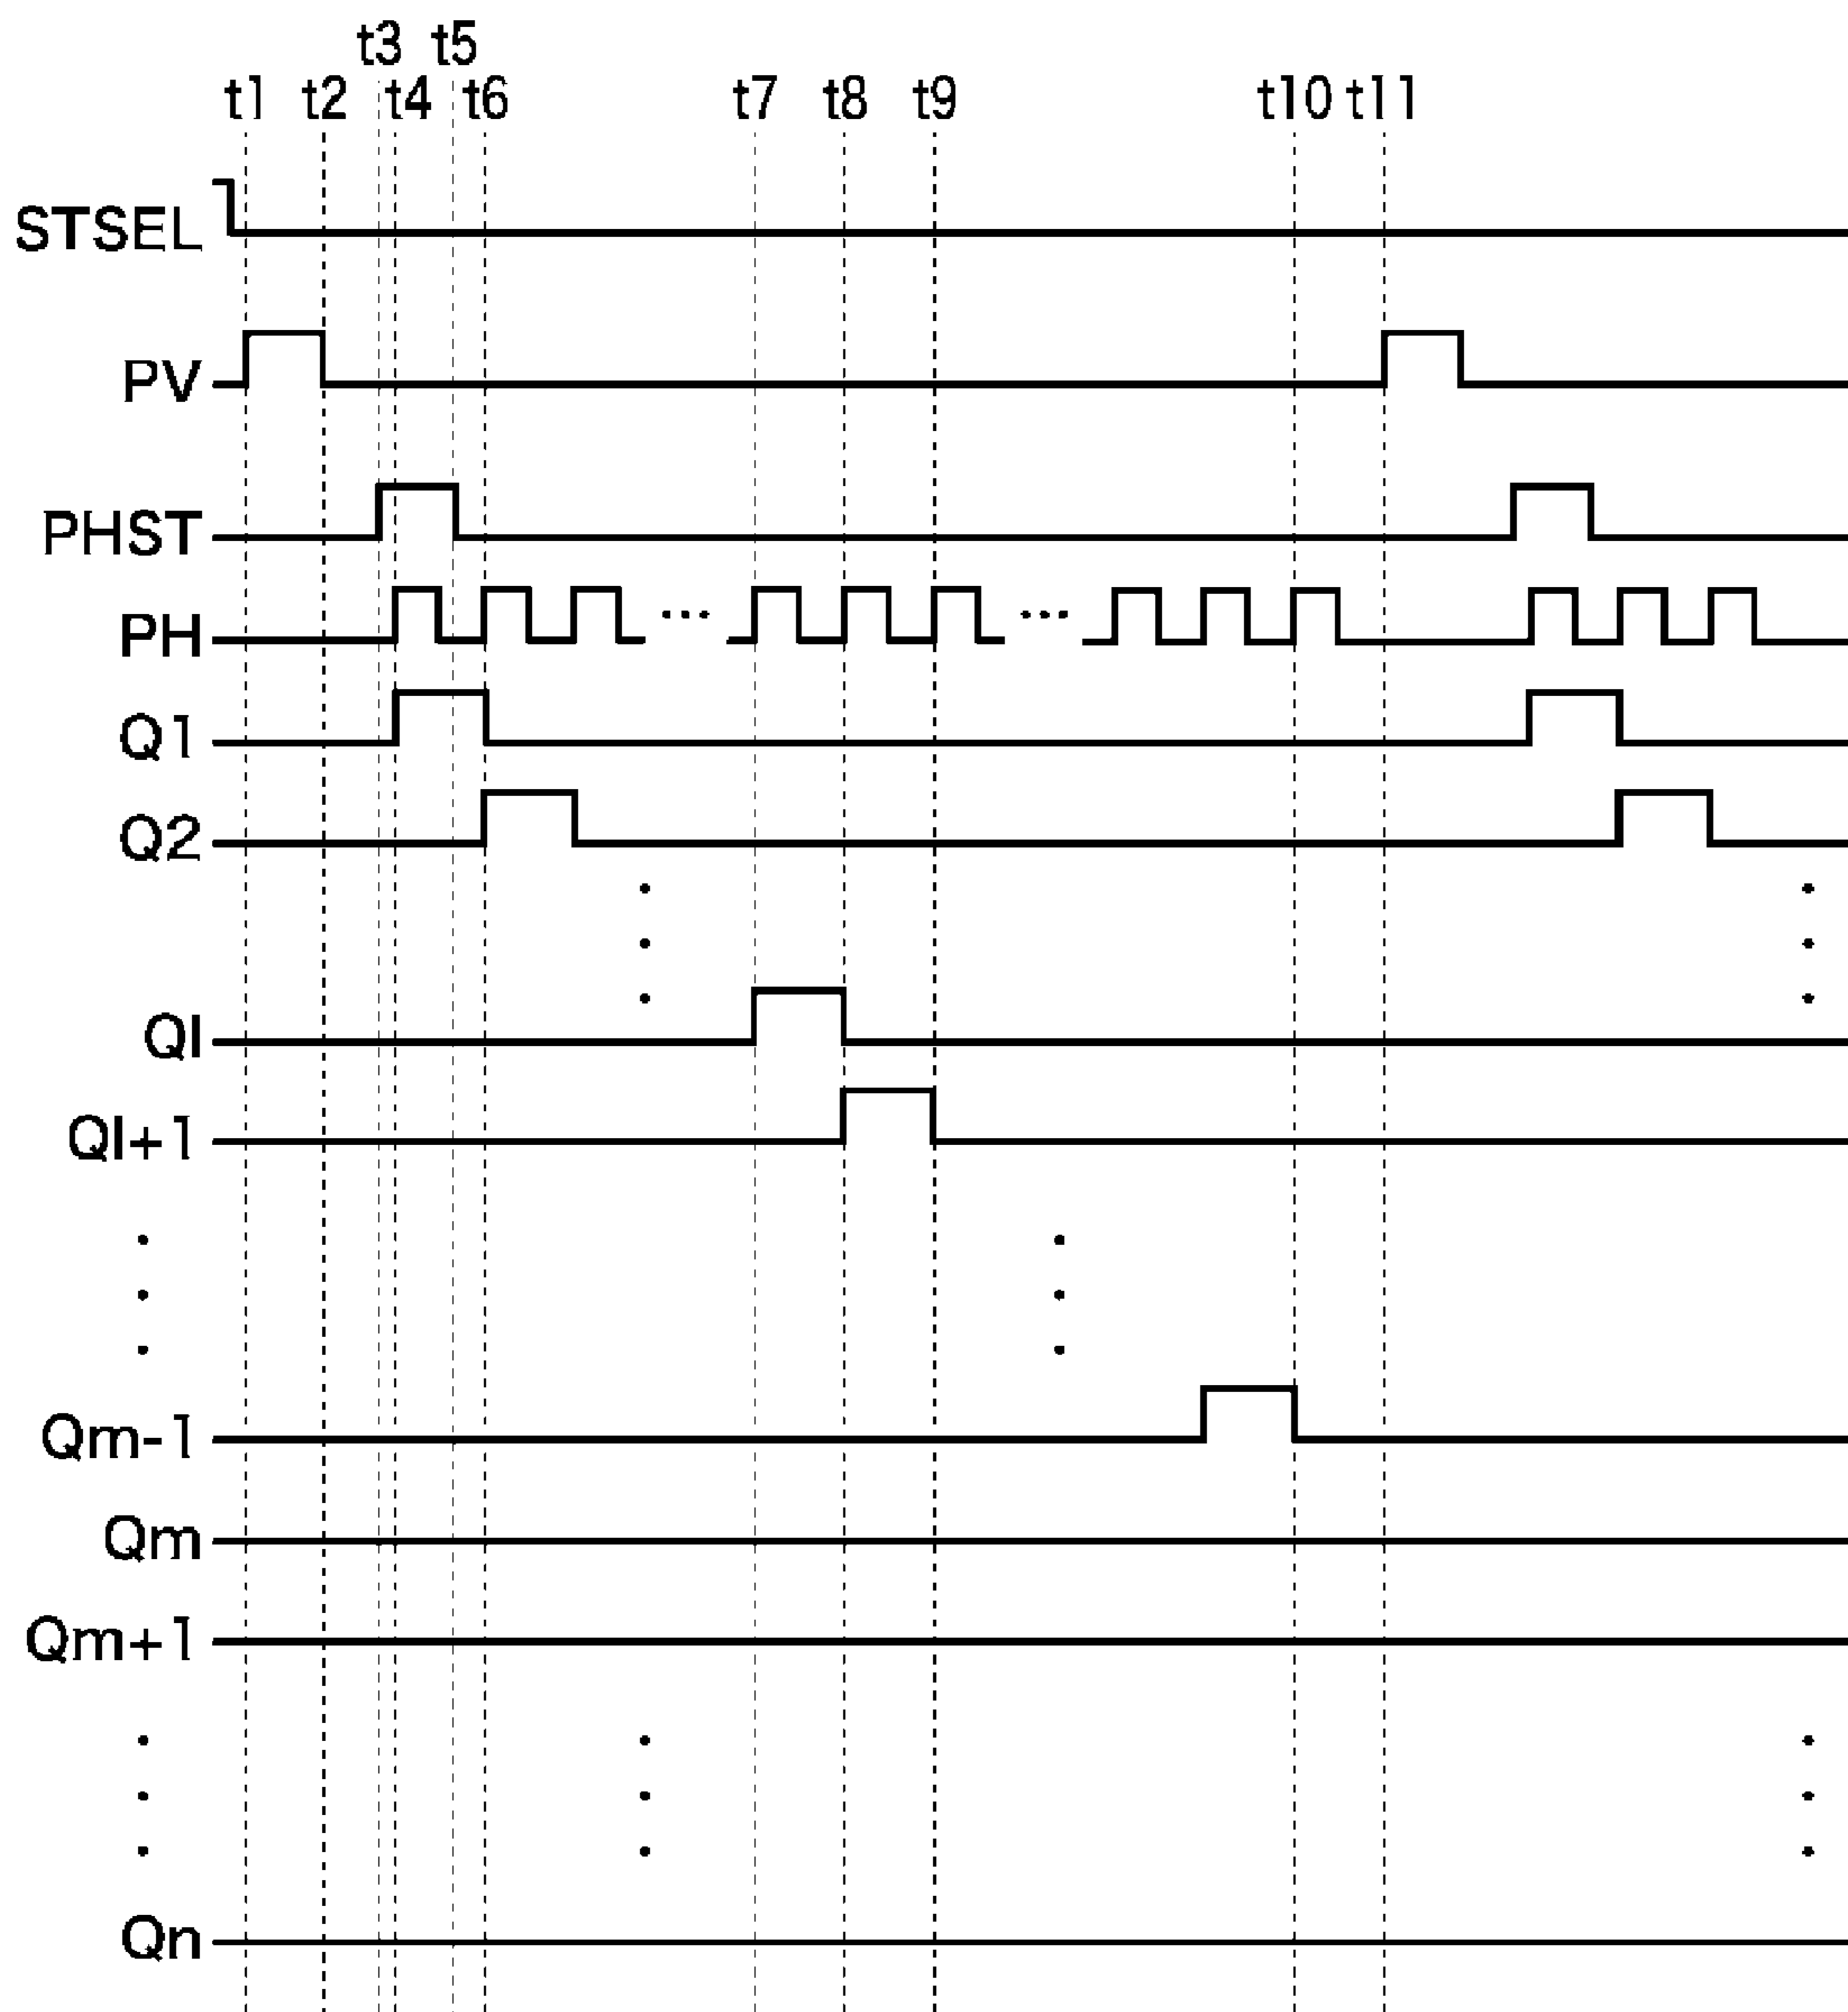 t3 t5
t1 t2 t4 t6 t7 t8 t9 t10 t11
STSEL
PV
PHST
PH
... ...
Q1
Q2
Ql
Ql+1
Qm-1
Qm
Qm+1
Qn